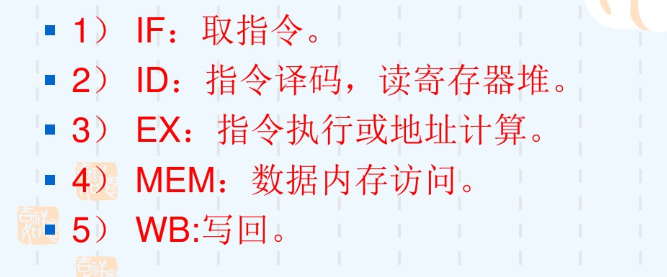 1） IF：取指令。
2） ID：指令译码，读寄存器堆。
3） EX：指令执行或地址计算。
4） MEM：数据内存访问。
5） WB:写回。